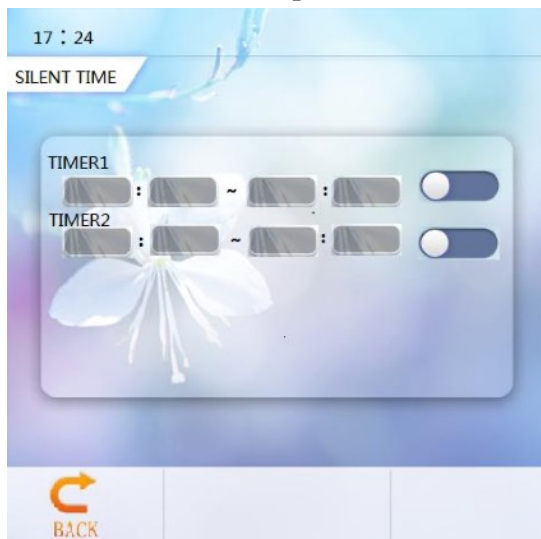 17：24
SILENT TIME
TIMER1
: ~ :
TIMER2
: ~ :
BACK